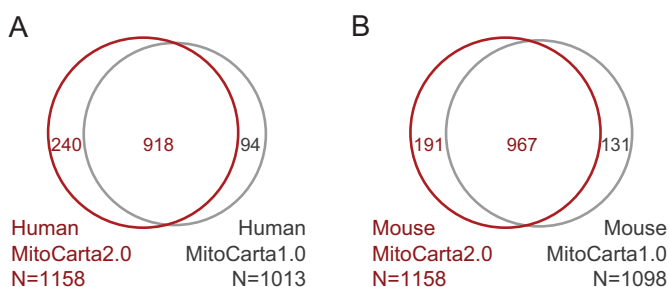 A
240
918
94
Human
MitoCarta2.0
N=1158
Human
MitoCarta1.0
N=1013
B
191
967
131
Mouse
MitoCarta2.0
N=1158
Mouse
MitoCarta1.0
N=1098